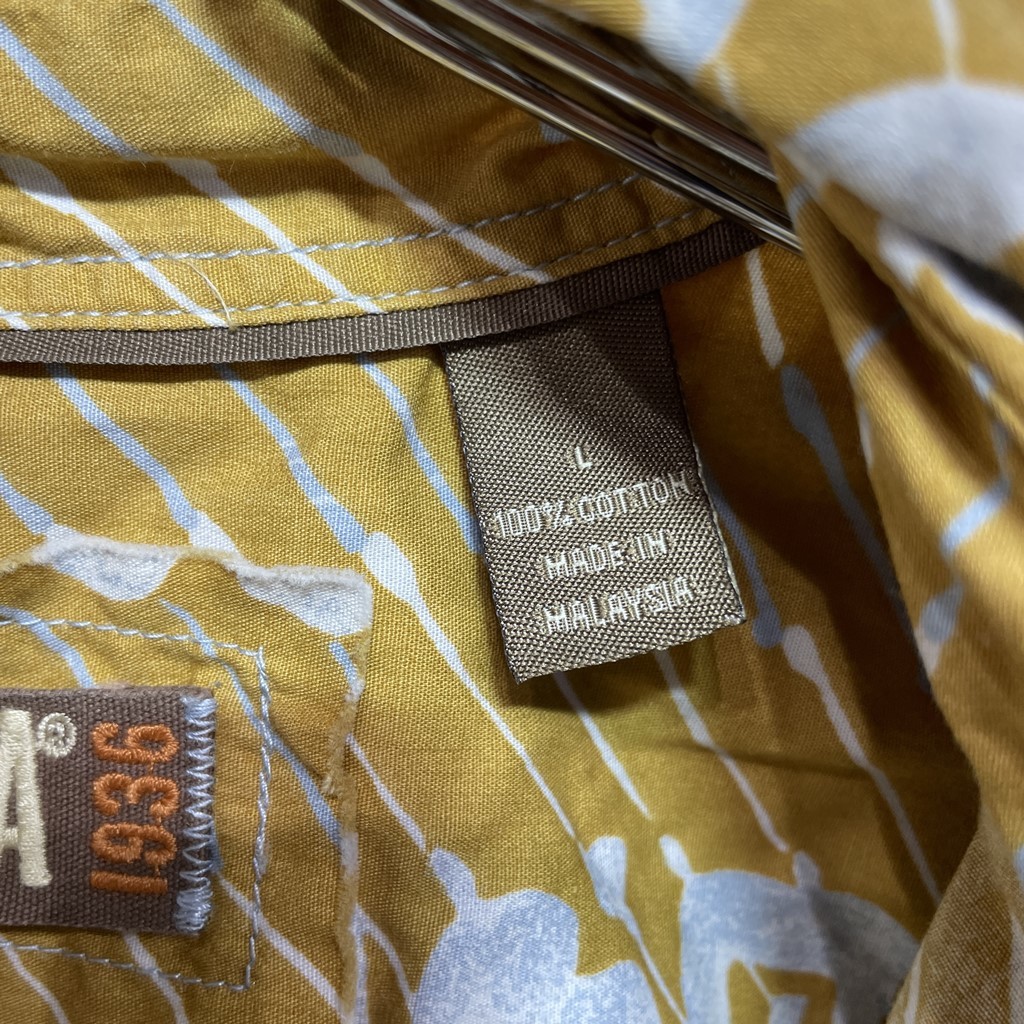 L
100% COTTON
MADE IN
MALAYSIA
A®
1936